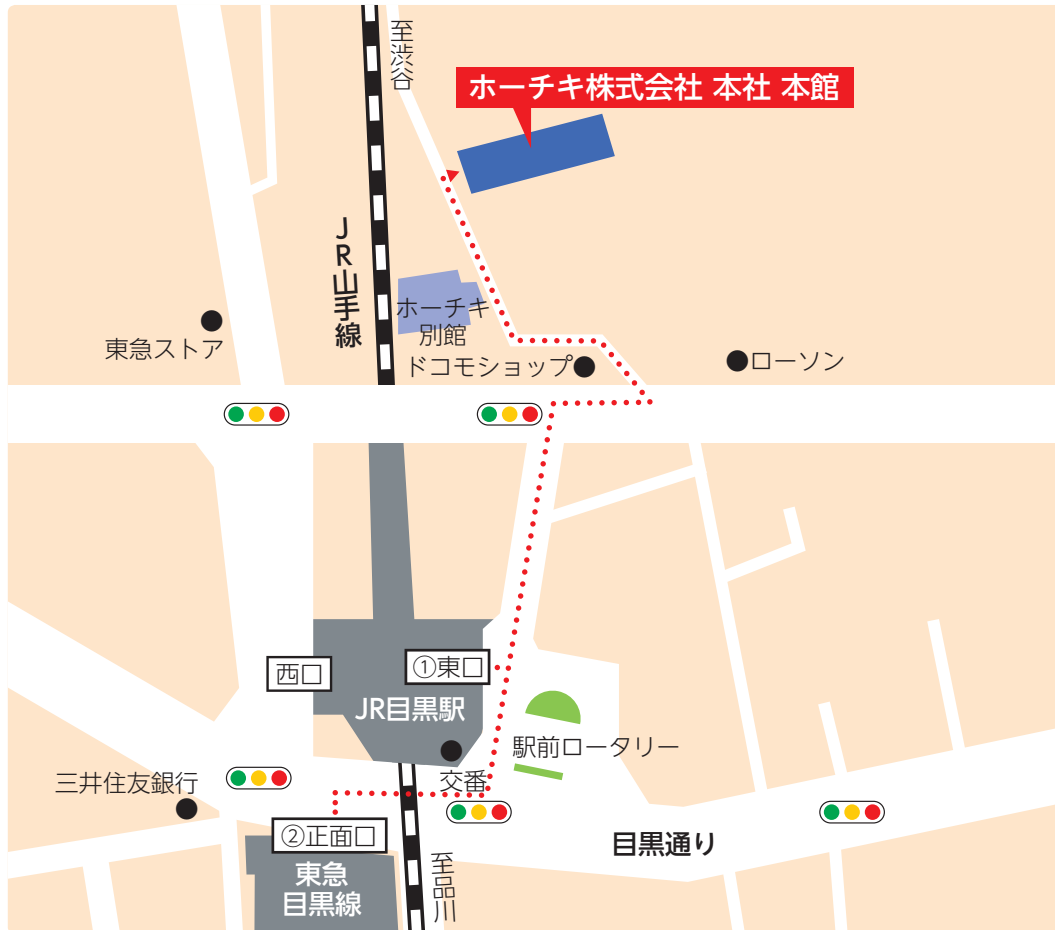 至渋谷
ホーチキ株式会社 本社 本館
JR山手線
ホーチキ
別館
東急ストア
ドコモショップ
ローソン
西口
①東口
JR目黒駅
駅前ロータリー
交番
三井住友銀行
②正面口
目黒通り
東急
目黒線
至品川